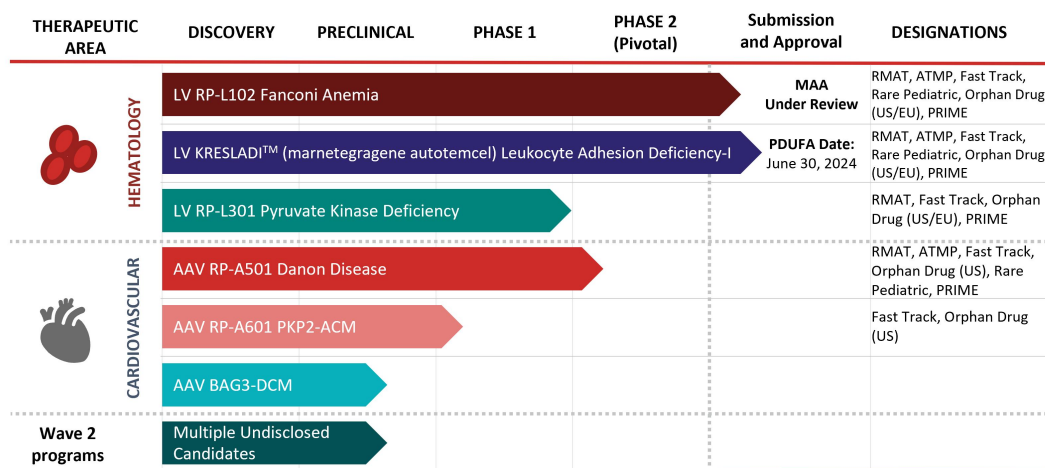 THERAPEUTIC
AREA
DISCOVERY
PRECLINICAL
PHASE 1
PHASE 2
(Pivotal)
Submission
and Approval
DESIGNATIONS
HEMATOLOGY
LV RP-L102 Fanconi Anemia
MAA
Under Review
RMAT, ATMP, Fast Track,
Rare Pediatric, Orphan Drug
(US/EU), PRIME
LV KRESLADI™ (marnetegragene autotemcel) Leukocyte Adhesion Deficiency-I
PDUFA Date:
June 30, 2024
RMAT, ATMP, Fast Track,
Rare Pediatric, Orphan Drug
(US/EU), PRIME
LV RP-L301 Pyruvate Kinase Deficiency
RMAT, Fast Track, Orphan
Drug (US/EU), PRIME
CARDIOVASCULAR
AAV RP-A501 Danon Disease
RMAT, ATMP, Fast Track,
Orphan Drug (US), Rare
Pediatric, PRIME
AAV RP-A601 PKP2-ACM
Fast Track, Orphan Drug
(US)
AAV BAG3-DCM
Wave 2
programs
Multiple Undisclosed
Candidates